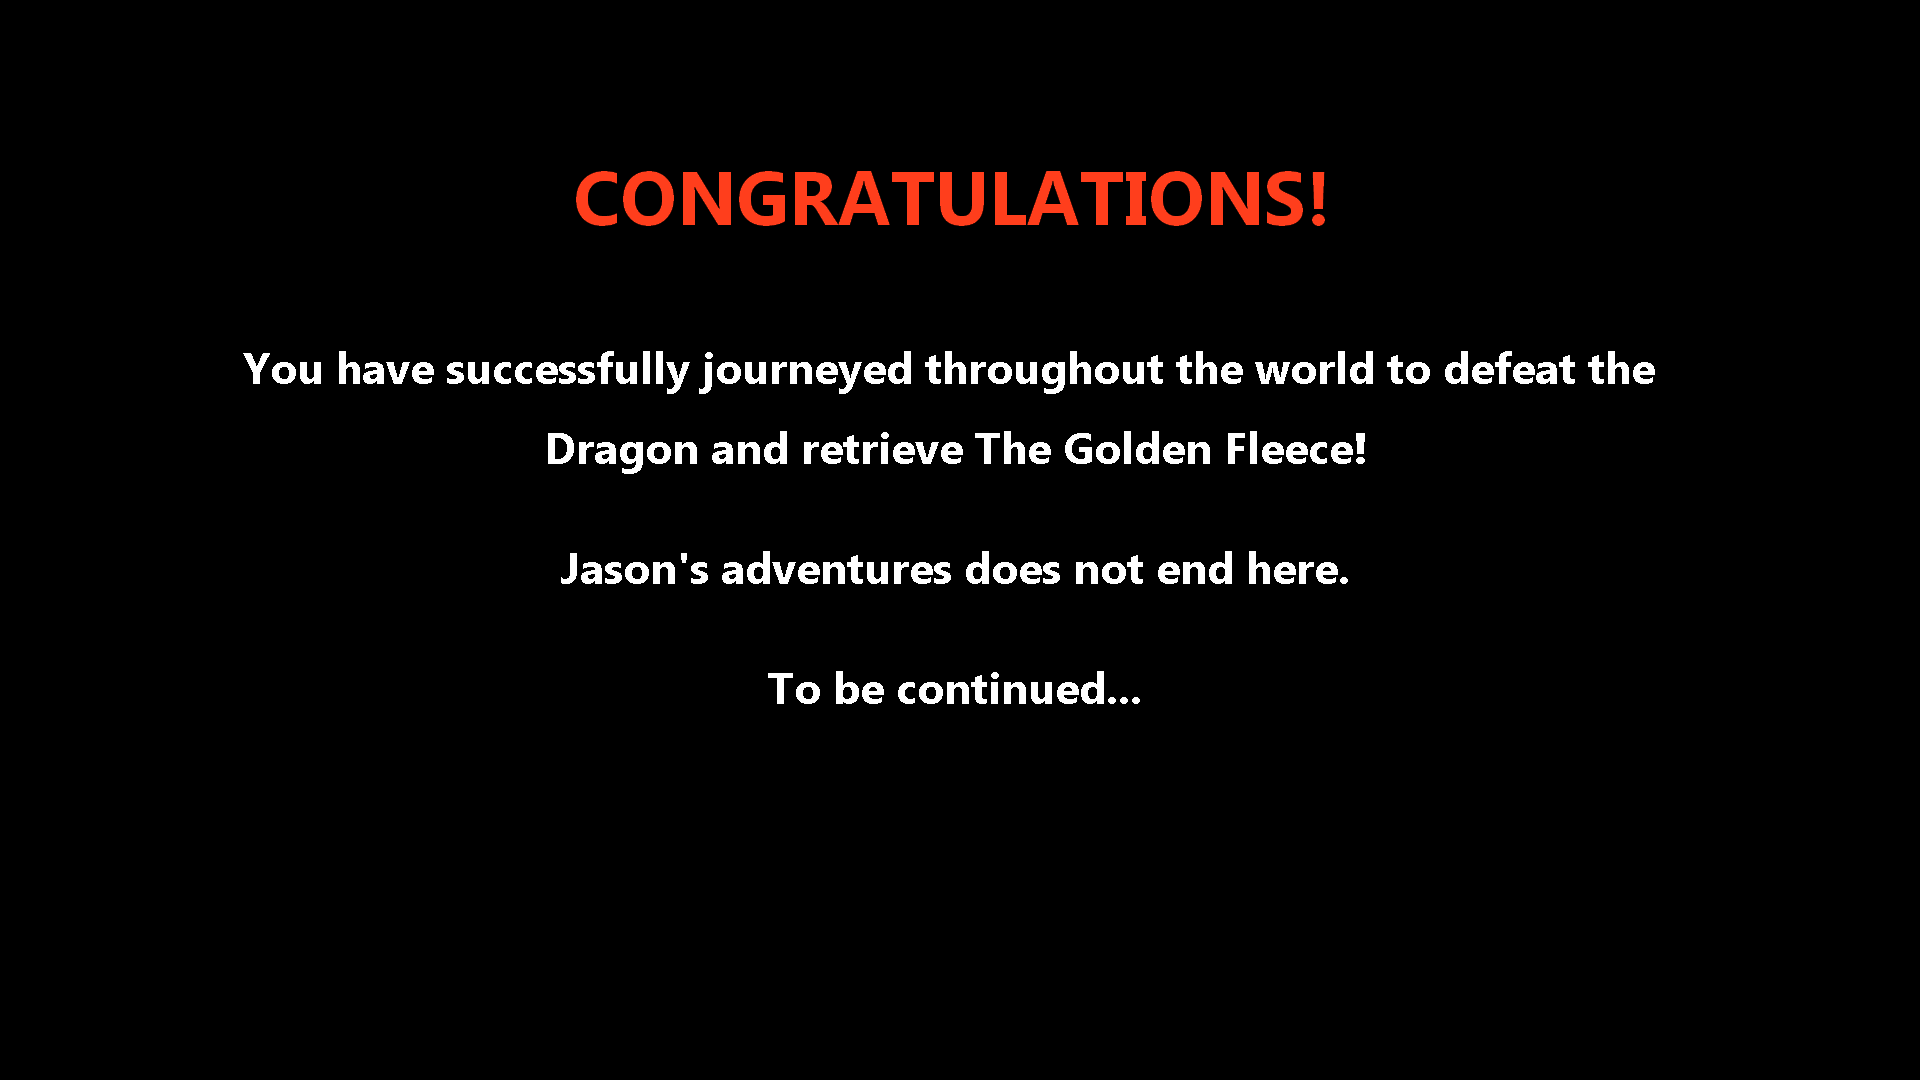 CONGRATULATIONS!
You have successfully journeyed throughout the world to defeat the
Dragon and retrieve The Golden Fleece!
Jason's adventures does not end here.
To be continued...